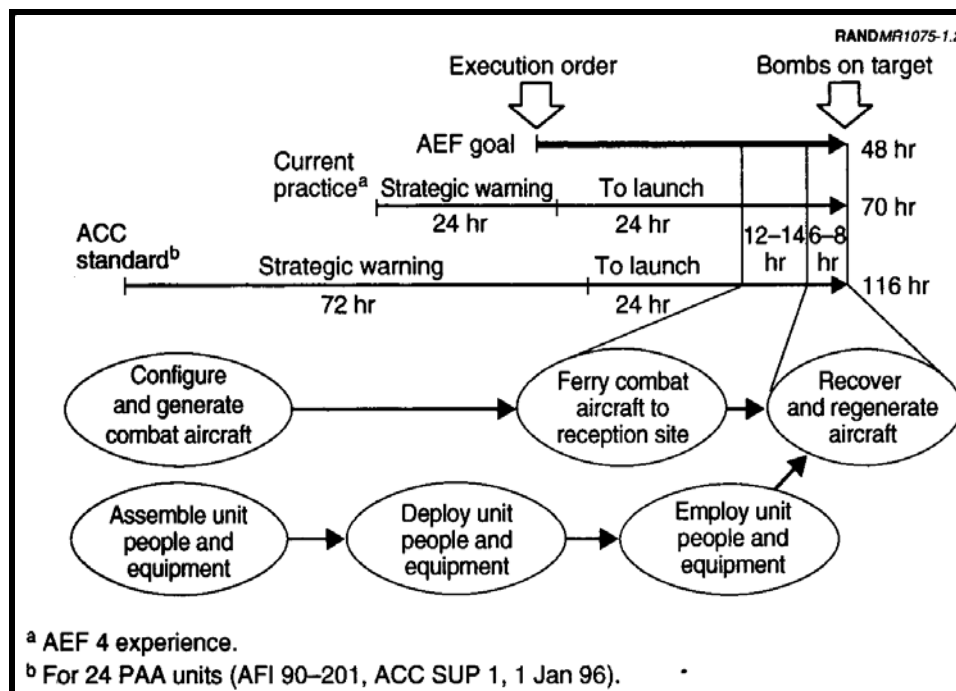 RANDMR1075-1.2
Execution order
Bombs on target
AEF goal
48 hr
Current
practicea
Strategic warning
To launch
24 hr
24 hr
70 hr
12–14
hr
6–8
hr
ACC
standardb
Strategic warning
To launch
72 hr
24 hr
116 hr
Configure
and generate
combat aircraft
Ferry combat
aircraft to
reception site
Recover
and regenerate
aircraft
Assemble unit
people and
equipment
Deploy unit
people and
equipment
Employ unit
people and
equipment
a AEF 4 experience.
b For 24 PAA units (AFI 90–201, ACC SUP 1, 1 Jan 96).